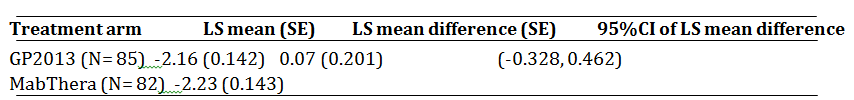 Treatment arm LS mean (SE) LS mean difference (SE) 95%CI of LS mean difference
GP2013 (N= 85) -2.16 (0.142) 0.07 (0.201) (-0.328, 0.462)
MabThera (N= 82) -2.23 (0.143)